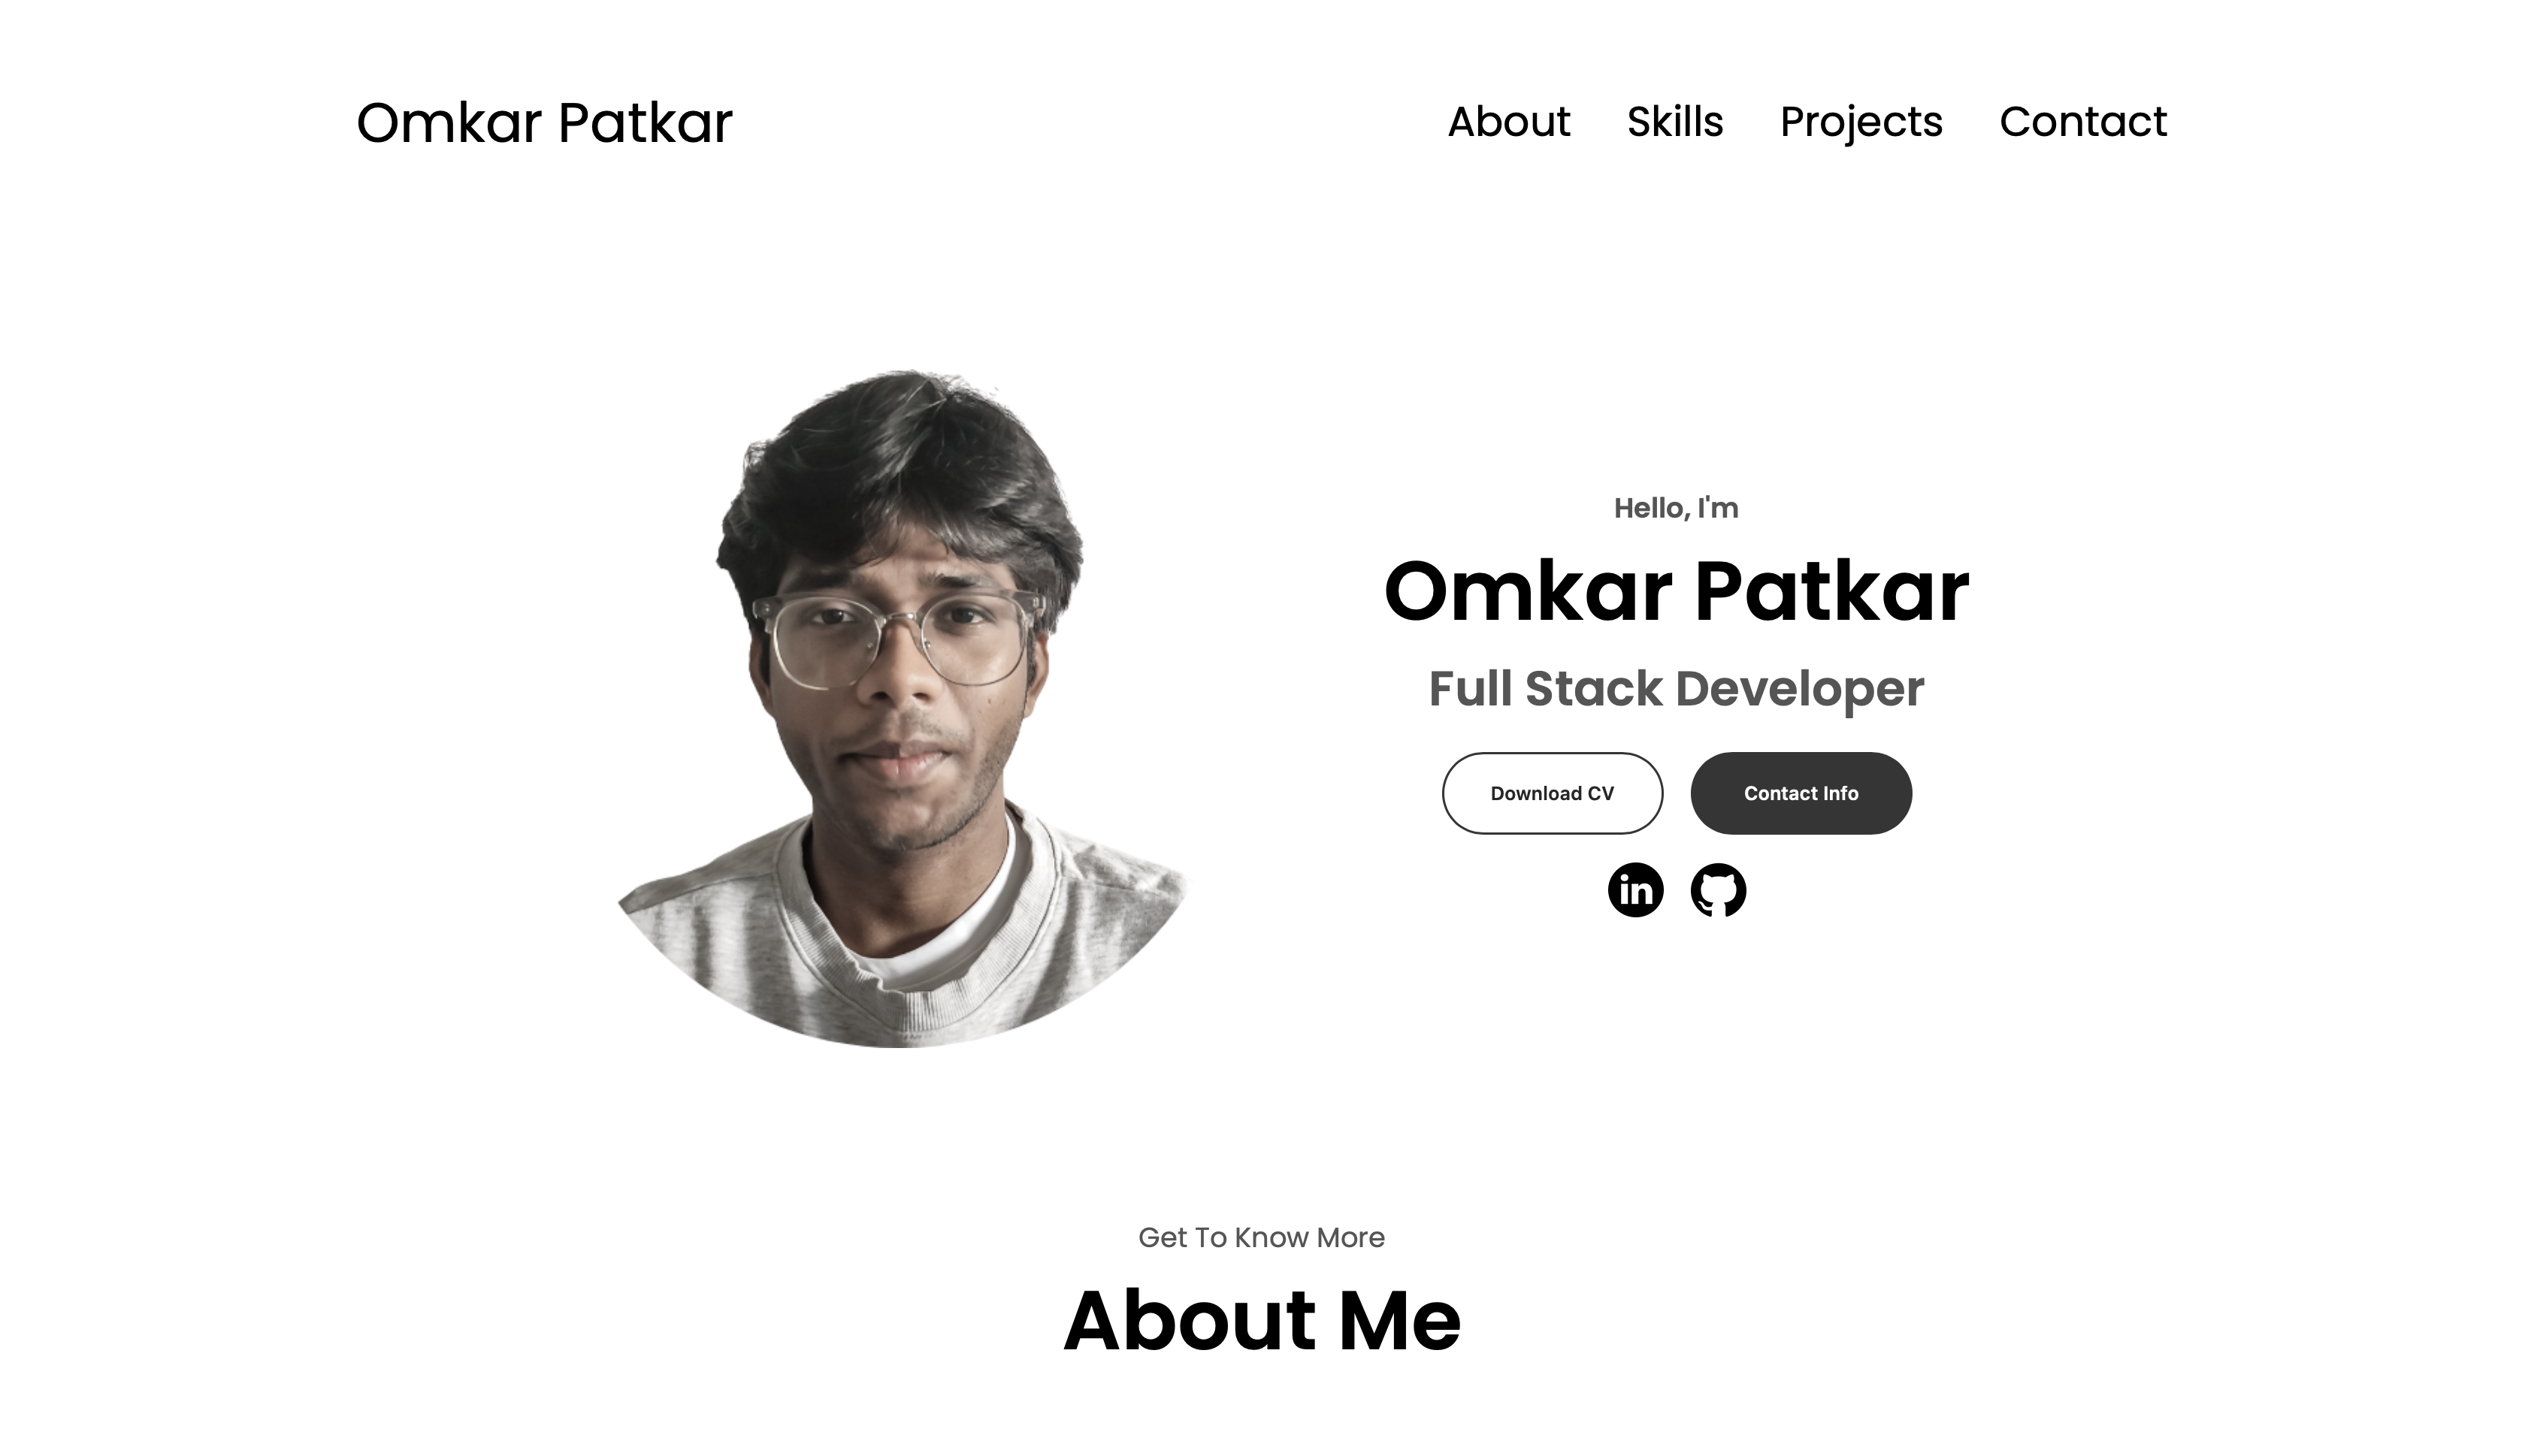 Omkar Patkar
About Skills Projects Contact
Hello, I'm
Omkar Patkar
Full Stack Developer
Download CV
Contact Info
in
Get To Know More
About Me